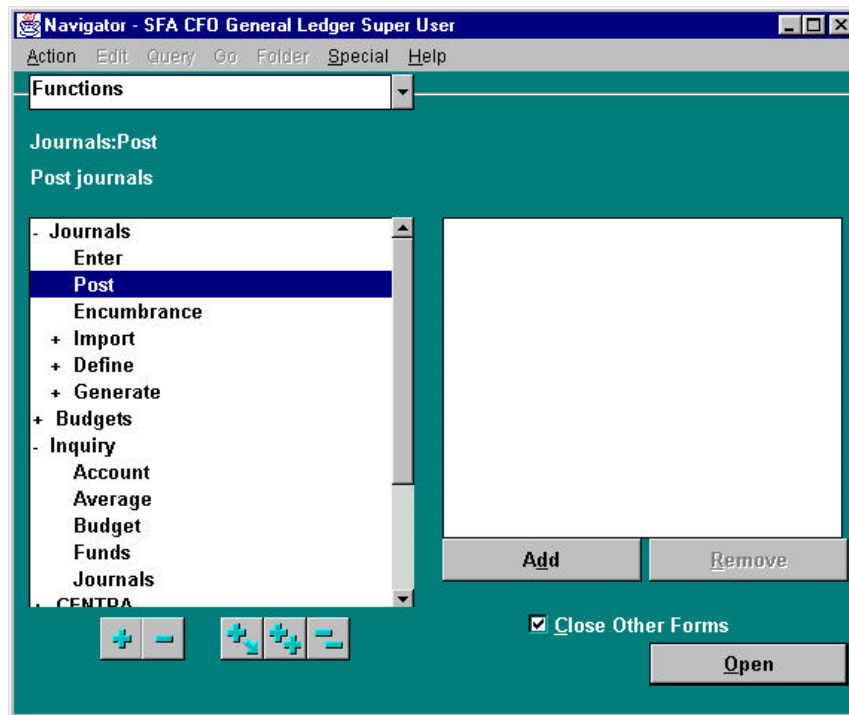 Navigator - SFA CFO General Ledger Super User
Action Edit Query Go Folder Special Help
Functions
Journals:Post
Post journals
- Journals
Enter
Post
Encumbrance
+ Import
+ Define
+ Generate
+ Budgets
- Inquiry
Account
Average
Budget
Funds
Journals
CENTRA
Add Remove
Close Other Forms
Open